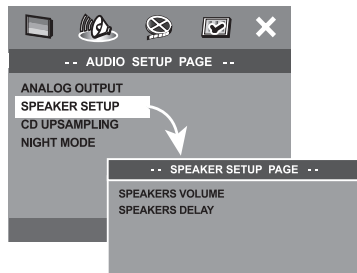 -- AUDIO SETUP PAGE --
ANALOG OUTPUT
SPEAKER SETUP
CD UPSAMPLING
NIGHT MODE
-- SPEAKER SETUP PAGE --
SPEAKERS VOLUME
SPEAKERS DELAY